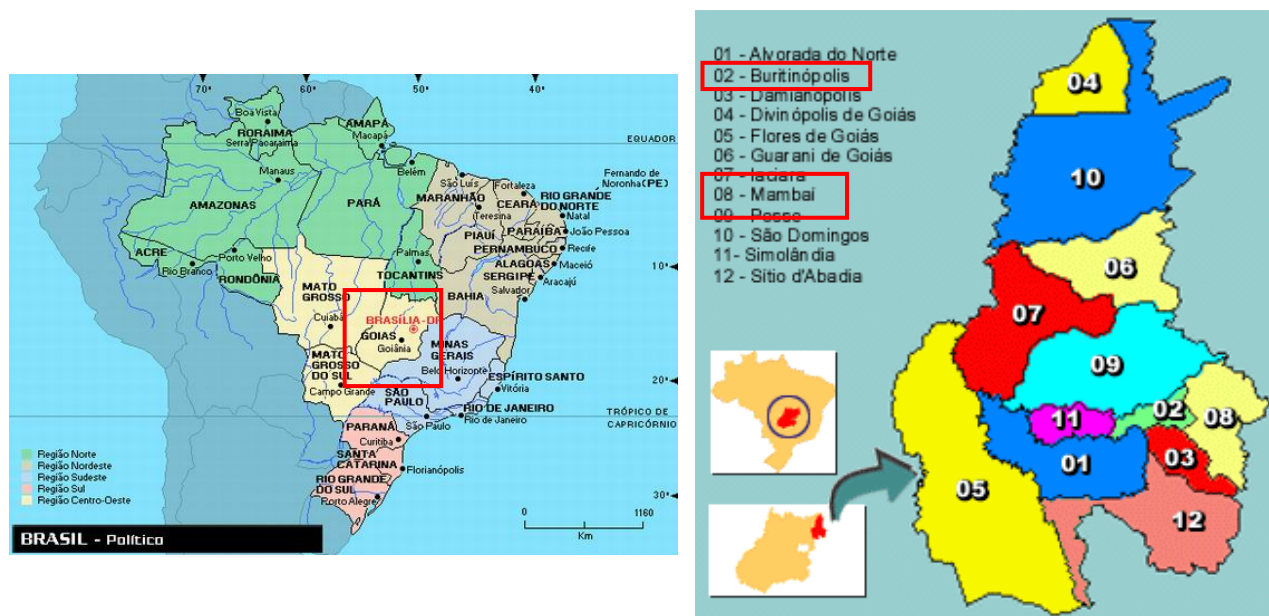 70°
60°
50°
40°
Boa Vista
RORAIMA
Serra Pacaraima
AMAPÁ
Macapá
EQUADOR
Belém
Fernando de
Noronha (PE)
Manaus
São Luís
Fortaleza
AMAZONAS
PARÁ
MARANHÃO
CEARÁ
RIO GRANDE
DO NORTE
Teresina
Natal
PIAUÍ
PARAÍBA
João Pessoa
PERNAMBUCO
Recife
ACRE
Porto Velho
Palmas
ALAGOAS
Maceió
Rio Branco
RONDÔNIA
TOCANTINS
SERGIPE
Aracajú
10°
MATO
GROSSO
BAHIA
Salvador
BRASÍLIA-DF
Cuiabá
GOIÁS
Goiânia
MINAS
GERAIS
MATO
GROSSO
DO SUL
Belo Horizonte
ESPÍRITO SANTO
Campo Grande
Vitória
20°
SÃO
PAULO
RIO DE JANEIRO
São Paulo
Rio de Janeiro
TRÓPICO DE
CAPRICÓRNIO
PARANÁ
Curitiba
SANTA
CATARINA
Florianópolis
RIO GRANDE
DO SUL
Porto Alegre
30°
Região Norte
Região Nordeste
Região Sudeste
Região Sul
Região Centro-Oeste
0
1160
Km
BRASIL - Político
01 - Alvorada do Norte
02 - Buritinópolis
03 - Damianópolis
04 - Divinópolis de Goiás
05 - Flores de Goiás
06 - Guarani de Goiás
07 - Iaciara
08 - Mambaí
09 - Posse
10 - São Domingos
11- Simolândia
12 - Sítio d'Abadia
04
10
06
07
09
11
02
08
01
03
05
12